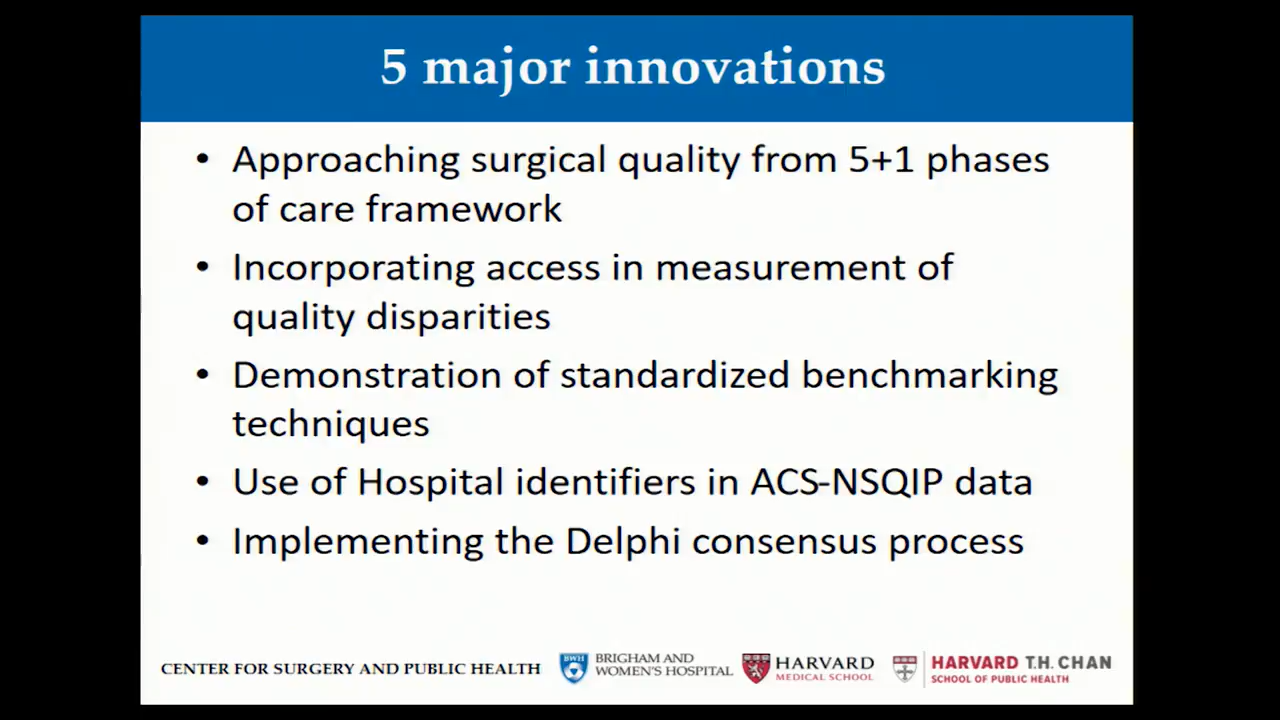 5 major innovations
• Approaching surgical quality from 5+1 phases
of care framework
• Incorporating access in measurement of
quality disparities
• Demonstration of standardized benchmarking
techniques
• Use of Hospital identifiers in ACS-NSQIP data
• Implementing the Delphi consensus process
CENTER FOR SURGERY AND PUBLIC HEALTH
BWH
BRIGHAM AND
WOMEN'S HOSPITAL
HARVARD
MEDICAL SCHOOL
HARVARD T.H. CHAN
SCHOOL OF PUBLIC HEALTH